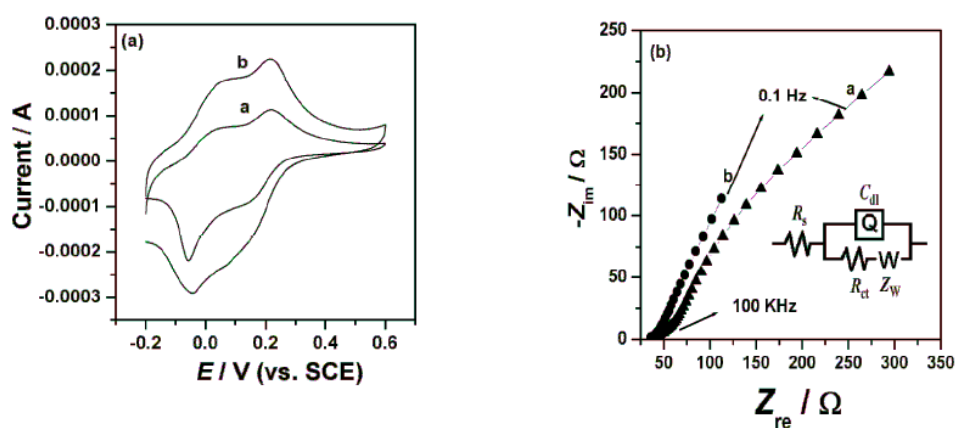 (a)
b
a
0.0003
0.0002
0.0001
0.0000
-0.0001
-0.0002
-0.0003
Current / A
-0.2
0.0
0.2
0.4
0.6
E / V (vs. SCE)
(b)
a
0.1 Hz
b
100 KHz
Rs
Cdl
Q
Rct
ZW
250
200
150
100
50
0
-Zim / Ω
50
100
150
200
250
300
350
Zre / Ω